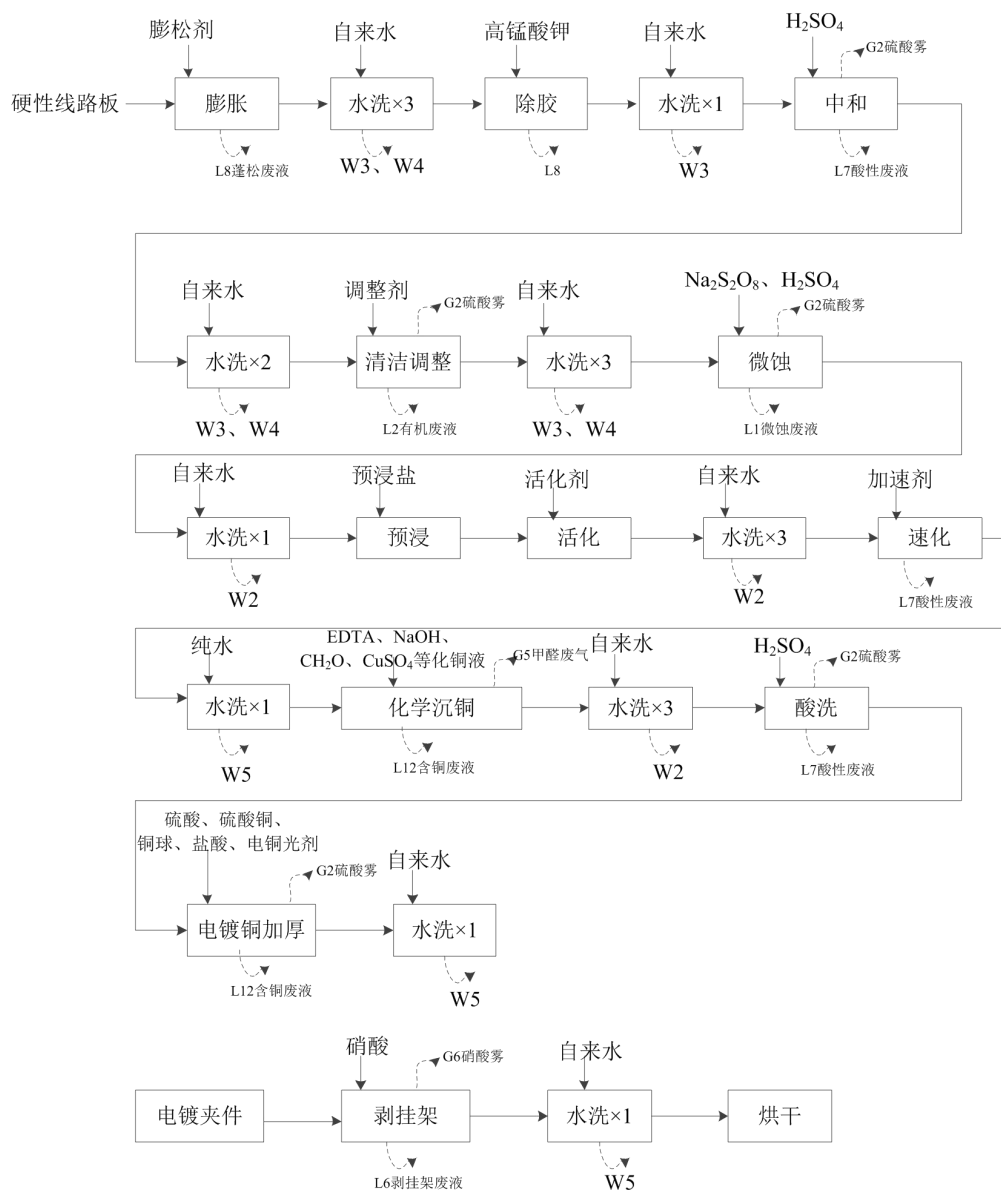 膨松剂
自来水
高锰酸钾
自来水
H₂SO₄
G2硫酸雾
硬性线路板
膨胀
水洗×3
除胶
水洗×1
中和
L8蓬松废液
W3、W4
L8
W3
L7酸性废液
自来水
调整剂
G2硫酸雾
自来水
Na₂S₂O₈、H₂SO₄
G2硫酸雾
水洗×2
清洁调整
水洗×3
微蚀
W3、W4
L2有机废液
W3、W4
L1微蚀废液
自来水
预浸盐
活化剂
自来水
加速剂
水洗×1
预浸
活化
水洗×3
速化
W2
W2
L7酸性废液
纯水
EDTA、NaOH、
CH₂O、CuSO₄等化铜液
G5甲醛废气
自来水
H₂SO₄
G2硫酸雾
水洗×1
化学沉铜
水洗×3
酸洗
W5
L12含铜废液
W2
L7酸性废液
硫酸、硫酸铜、
铜球、盐酸、电铜光剂
G2硫酸雾
自来水
电镀铜加厚
水洗×1
L12含铜废液
W5
硝酸
G6硝酸雾
自来水
电镀夹件
剥挂架
水洗×1
烘干
L6剥挂架废液
W5